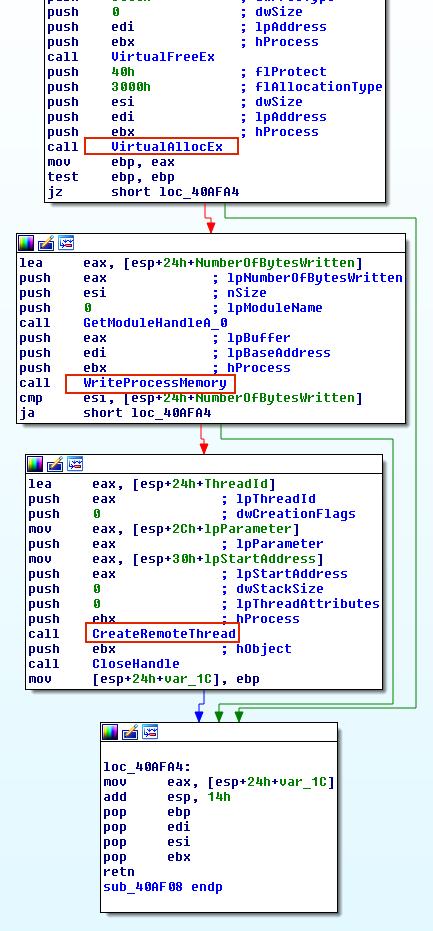 push 0 ; dwSize
push edi ; lpAddress
push ebx ; hProcess
call VirtualFreeEx
push 40h ; flProtect
push 3000h ; flAllocationType
push esi ; dwSize
push edi ; lpAddress
push ebx ; hProcess
call VirtualAllocEx
mov ebp, eax
test ebp, ebp
jz short loc_40AFA4
lea eax, [esp+24h+NumberOfBytesWritten]
push eax ; lpNumberOfBytesWritten
push esi ; nSize
push 0 ; lpModuleName
call GetModuleHandleA_0
push eax ; lpBuffer
push edi ; lpBaseAddress
push ebx ; hProcess
call WriteProcessMemory
cmp esi, [esp+24h+NumberOfBytesWritten]
ja short loc_40AFA4
lea eax, [esp+24h+ThreadId]
push eax ; lpThreadId
push 0 ; dwCreationFlags
mov eax, [esp+2Ch+lpParameter]
push eax ; lpParameter
mov eax, [esp+30h+lpStartAddress]
push eax ; lpStartAddress
push 0 ; dwStackSize
push 0 ; lpThreadAttributes
push ebx ; hProcess
call CreateRemoteThread
push ebx ; hObject
call CloseHandle
mov [esp+24h+var_1C], ebp
loc_40AFA4:
mov eax, [esp+24h+var_1C]
add esp, 14h
pop ebp
pop edi
pop esi
pop ebx
retn
sub_40AF08 endp